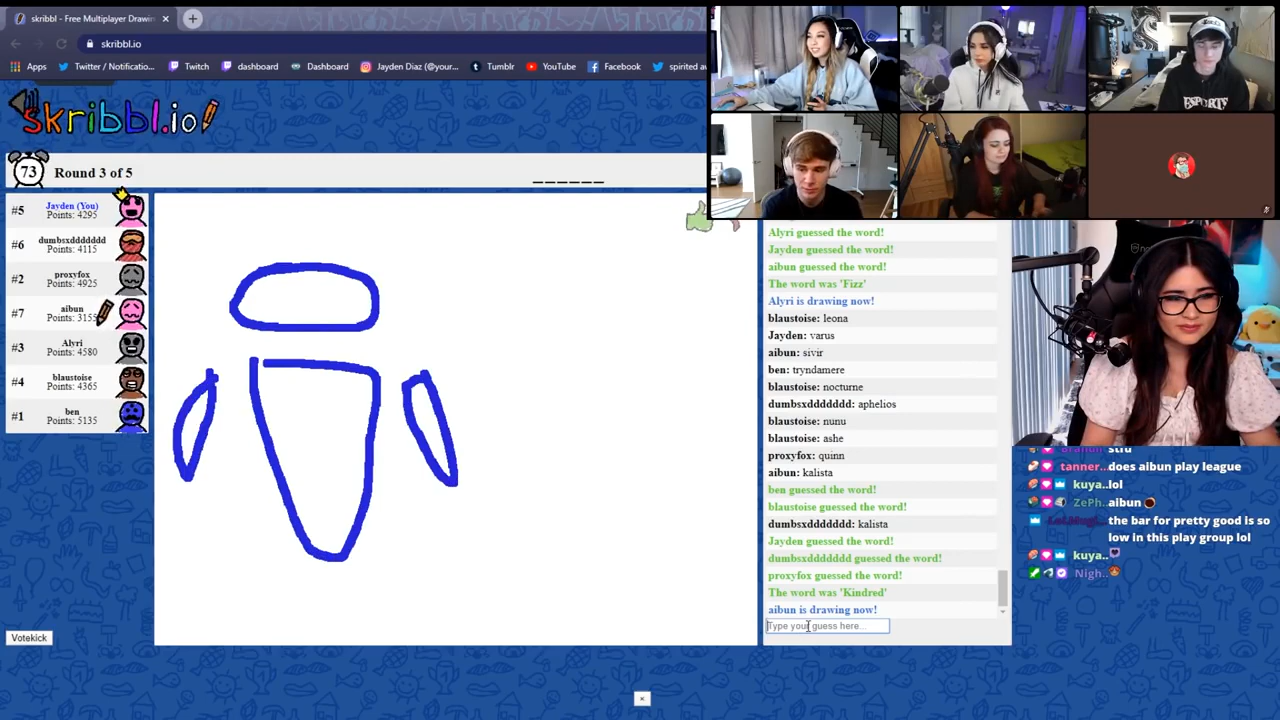 skribbl - Free Multiplayer Drawin
skribbl.io
Apps
Twitter / Notificatio...
Twitch
dashboard
Dashboard
Jayden Diaz (@your...
Tumblr
YouTube
Facebook
spirited av
skribbl.io
73
Round 3 of 5
______
#5
Jayden (You)
Points: 4295
#6
dumbsxddddddd
Points: 4115
#2
proxyfox
Points: 4925
#7
aibun
Points: 3155
#3
Alyri
Points: 4580
#4
blaustoise
Points: 4365
#1
ben
Points: 5135
Votekick
Alyri guessed the word!
Jayden guessed the word!
aibun guessed the word!
The word was 'Fizz'
Alyri is drawing now!
blaustoise: leona
Jayden: varus
aibun: sivir
ben: tryndamere
blaustoise: nocturne
dumbsxddddddd: aphelios
blaustoise: nunu
blaustoise: ashe
proxyfox: quinn
aibun: kalista
ben guessed the word!
blaustoise guessed the word!
dumbsxddddddd: kalista
Jayden guessed the word!
dumbsxddddddd guessed the word!
proxyfox guessed the word!
The word was 'Kindred'
aibun is drawing now!
Type your guess here...
ESPORTS
stfu
tanner..does aibun play league
kuya..lol
ZePh..aibun
the bar for pretty good is so
low in this play group lol
kuya..
Nigh..